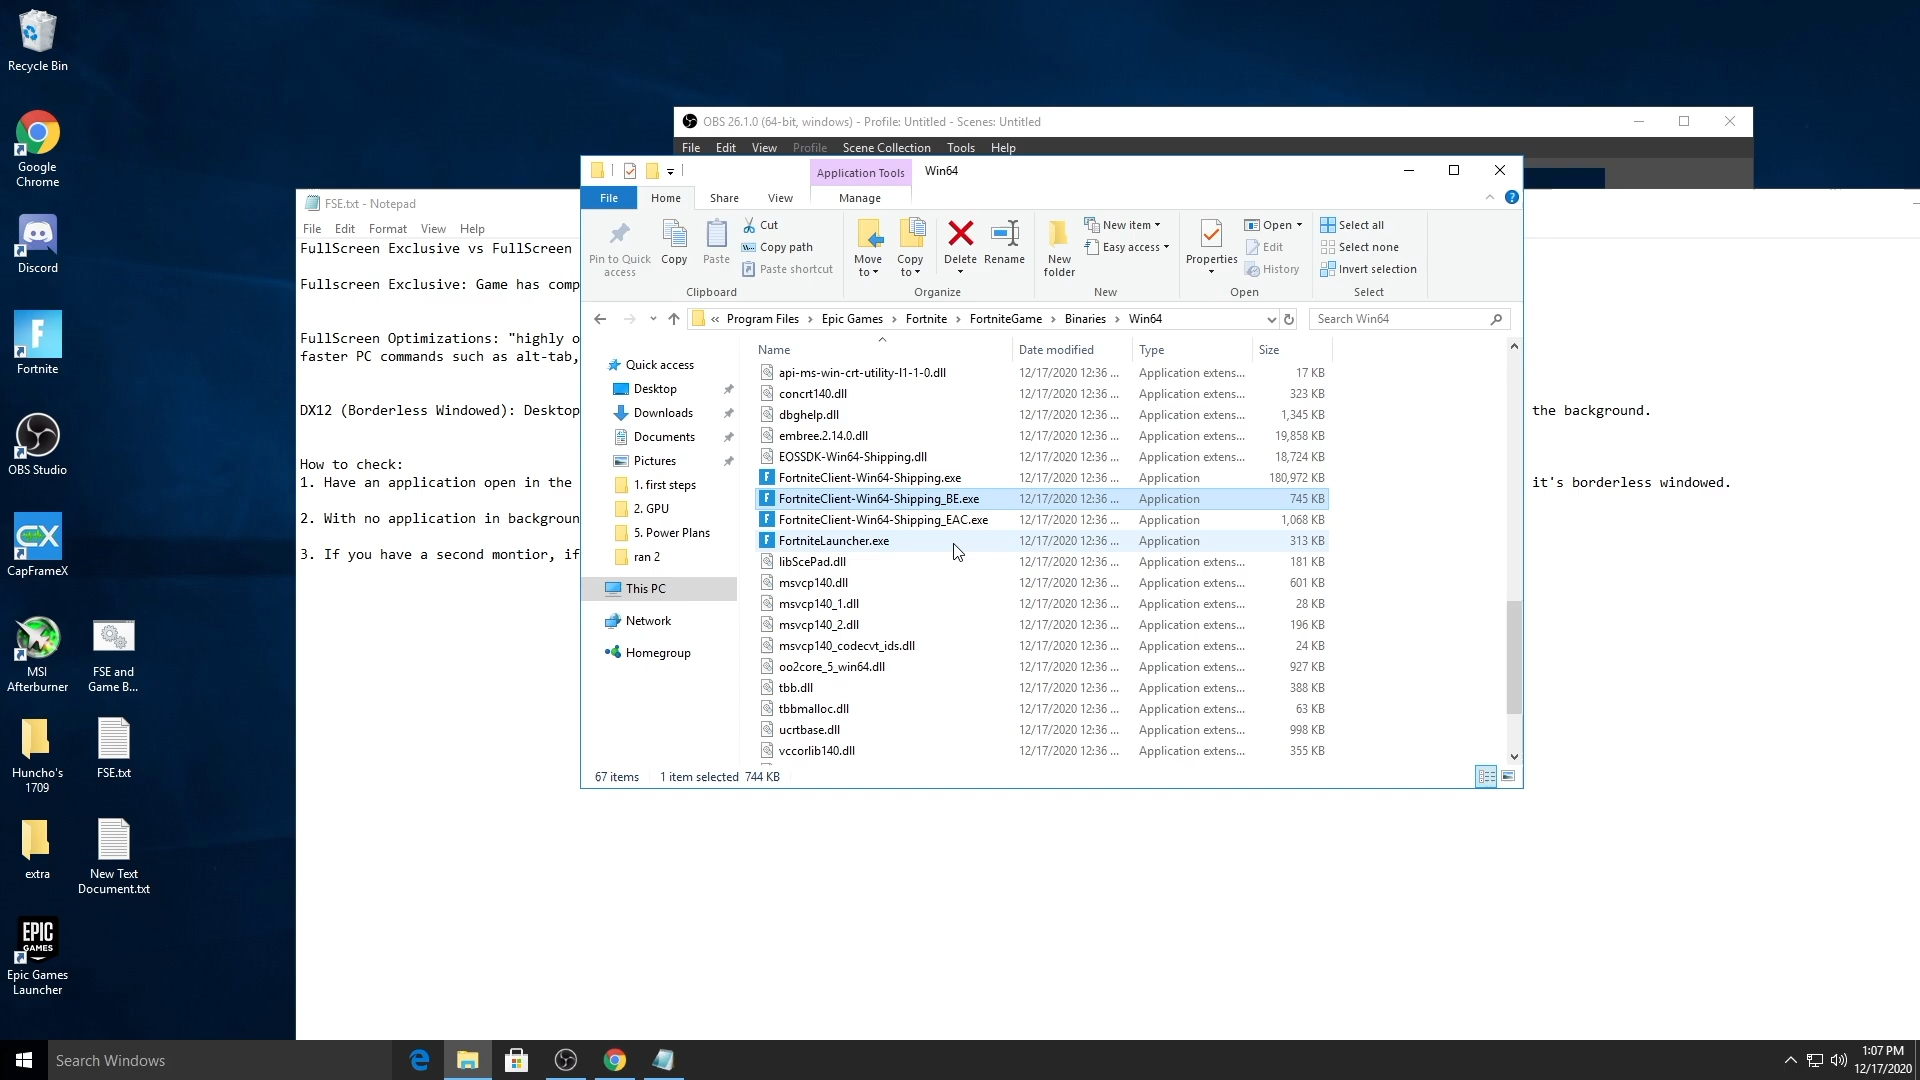 Recycle Bin
Google Chrome
Discord
Fortnite
OBS Studio
CapFrameX
MSI Afterburner
FSE and Game B...
Huncho's 1709
FSE.txt
extra
New Text Document.txt
EPIC GAMES
Epic Games Launcher
OBS 26.1.0 (64-bit, windows) - Profile: Untitled - Scenes: Untitled
File Edit View Profile Scene Collection Tools Help
FSE.txt - Notepad
File Edit Format View Help
FullScreen Exclusive vs FullScreen
Fullscreen Exclusive: Game has comp
FullScreen Optimizations: "highly o
faster PC commands such as alt-tab,
DX12 (Borderless Windowed): Desktop
the background.
How to check:
1. Have an application open in the
it's borderless windowed.
2. With no application in backgroun
3. If you have a second montior, if
Application Tools Win64
File Home Share View Manage
Pin to Quick access
Copy
Paste
Cut
Copy path
Paste shortcut
Clipboard
Move to
Copy to
Delete
Rename
Organize
New folder
New item
Easy access
New
Properties
Open
Edit
History
Open
Select all
Select none
Invert selection
Select
« Program Files › Epic Games › Fortnite › FortniteGame › Binaries › Win64
Search Win64
Quick access
Desktop
Downloads
Documents
Pictures
1. first steps
2. GPU
5. Power Plans
ran 2
This PC
Network
Homegroup
Name Date modified Type Size
api-ms-win-crt-utility-l1-1-0.dll 12/17/2020 12:36 ... Application extens... 17 KB
concrt140.dll 12/17/2020 12:36 ... Application extens... 323 KB
dbghelp.dll 12/17/2020 12:36 ... Application extens... 1,345 KB
embree.2.14.0.dll 12/17/2020 12:36 ... Application extens... 19,858 KB
EOSSDK-Win64-Shipping.dll 12/17/2020 12:36 ... Application extens... 18,724 KB
FortniteClient-Win64-Shipping.exe 12/17/2020 12:36 ... Application 180,972 KB
FortniteClient-Win64-Shipping_BE.exe 12/17/2020 12:36 ... Application 745 KB
FortniteClient-Win64-Shipping_EAC.exe 12/17/2020 12:36 ... Application 1,068 KB
FortniteLauncher.exe 12/17/2020 12:36 ... Application 313 KB
libScePad.dll 12/17/2020 12:36 ... Application extens... 181 KB
msvcp140.dll 12/17/2020 12:36 ... Application extens... 601 KB
msvcp140_1.dll 12/17/2020 12:36 ... Application extens... 28 KB
msvcp140_2.dll 12/17/2020 12:36 ... Application extens... 196 KB
msvcp140_codecvt_ids.dll 12/17/2020 12:36 ... Application extens... 24 KB
oo2core_5_win64.dll 12/17/2020 12:36 ... Application extens... 927 KB
tbb.dll 12/17/2020 12:36 ... Application extens... 388 KB
tbbmalloc.dll 12/17/2020 12:36 ... Application extens... 63 KB
ucrtbase.dll 12/17/2020 12:36 ... Application extens... 998 KB
vccorlib140.dll 12/17/2020 12:36 ... Application extens... 355 KB
67 items 1 item selected 744 KB
Search Windows
1:07 PM
12/17/2020